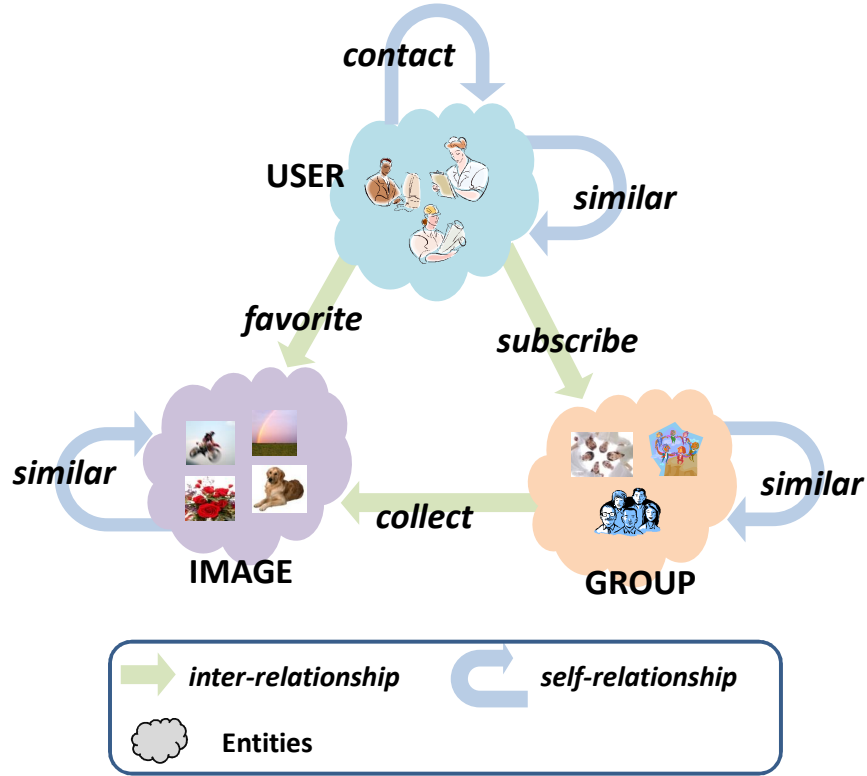 contact
USER
similar
favorite
subscribe
similar
similar
collect
IMAGE
GROUP
inter-relationship
self-relationship
Entities